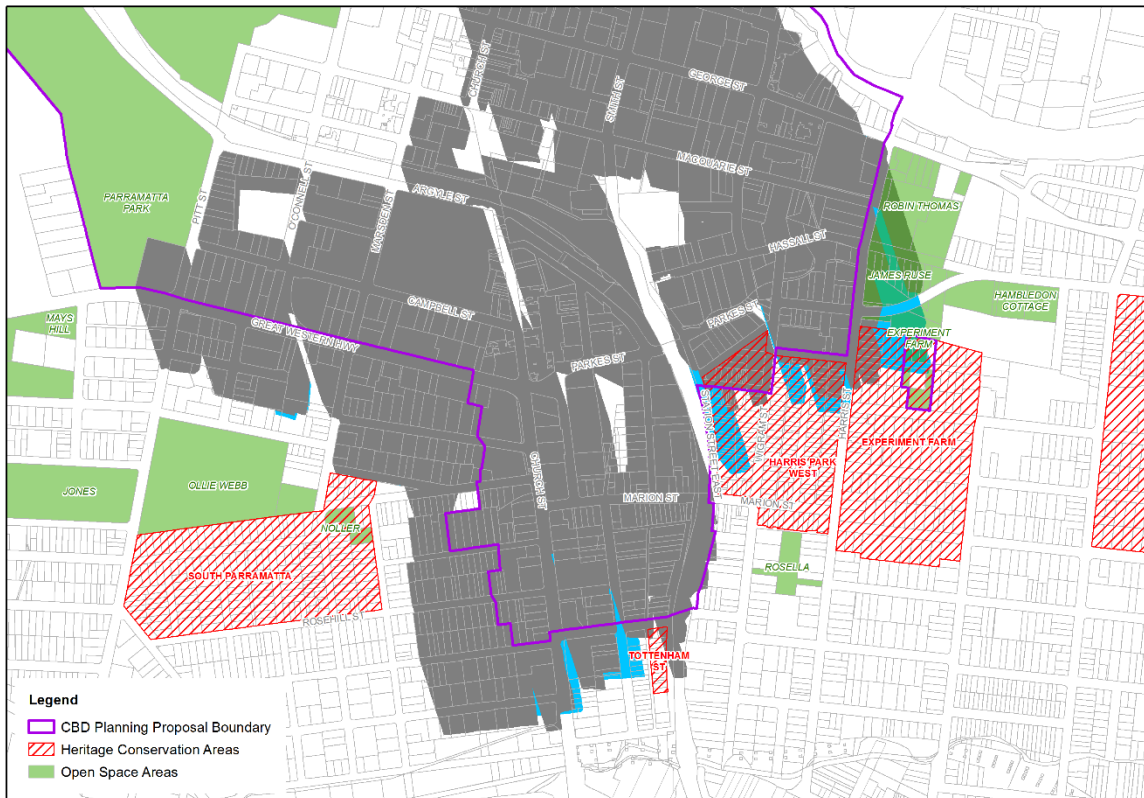 CHURCH ST
SMITH ST
GEORGE ST
MACQUARIE ST
ARGYLE ST
O'CONNELL ST
MARSDEN ST
PITT ST
PARRAMATTA
PARK
ROBIN THOMAS
HASSALL ST
JAMES RUSE
HAMBLEDON
COTTAGE
MAYS
HILL
CAMPBELL ST
GREAT WESTERN HWY
PARKES ST
PARKES ST
EXPERIMENT
FARM
STATION STREET EAST
WIGRAM ST
HARRIS ST
EXPERIMENT FARM
HARRIS PARK
WEST
CHURCH ST
MARION ST
MARION ST
JONES
OLLIE WEBB
NOLLER
SOUTH PARRAMATTA
ROSEHILL ST
ROSELLA
TOTTENHAM
ST
Legend
CBD Planning Proposal Boundary
Heritage Conservation Areas
Open Space Areas